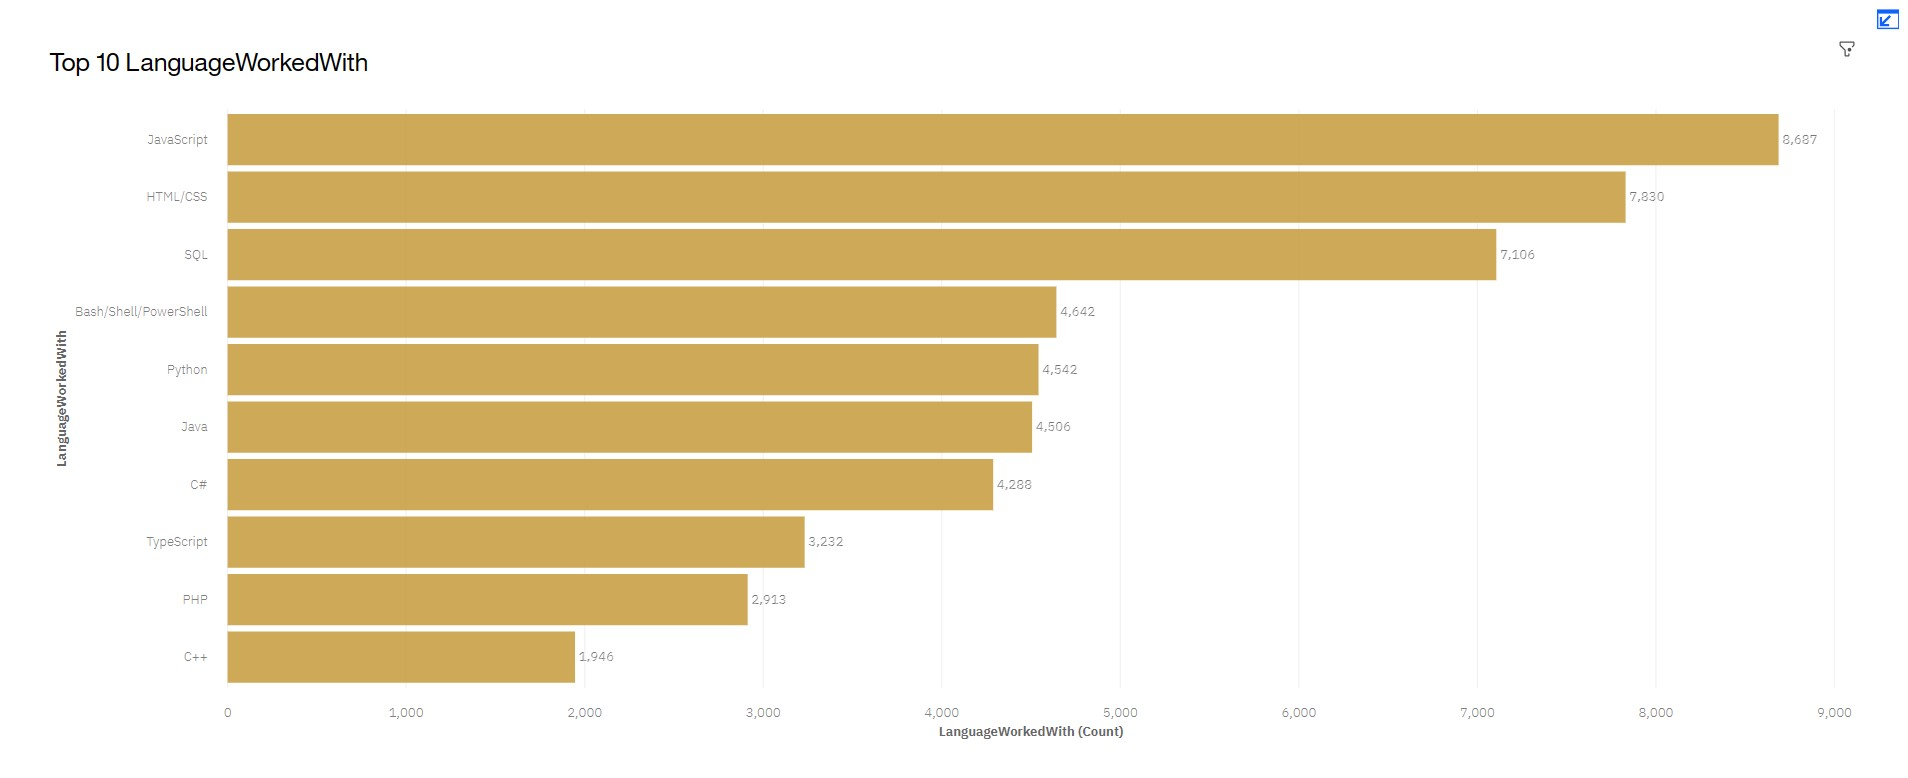 Top 10 LanguageWorkedWith
LanguageWorkedWith
JavaScript 8,687
HTML/CSS 7,830
SQL 7,106
Bash/Shell/PowerShell 4,642
Python 4,542
Java 4,506
C# 4,288
TypeScript 3,232
PHP 2,913
C++ 1,946
0 1,000 2,000 3,000 4,000 5,000 6,000 7,000 8,000 9,000
LanguageWorkedWith (Count)